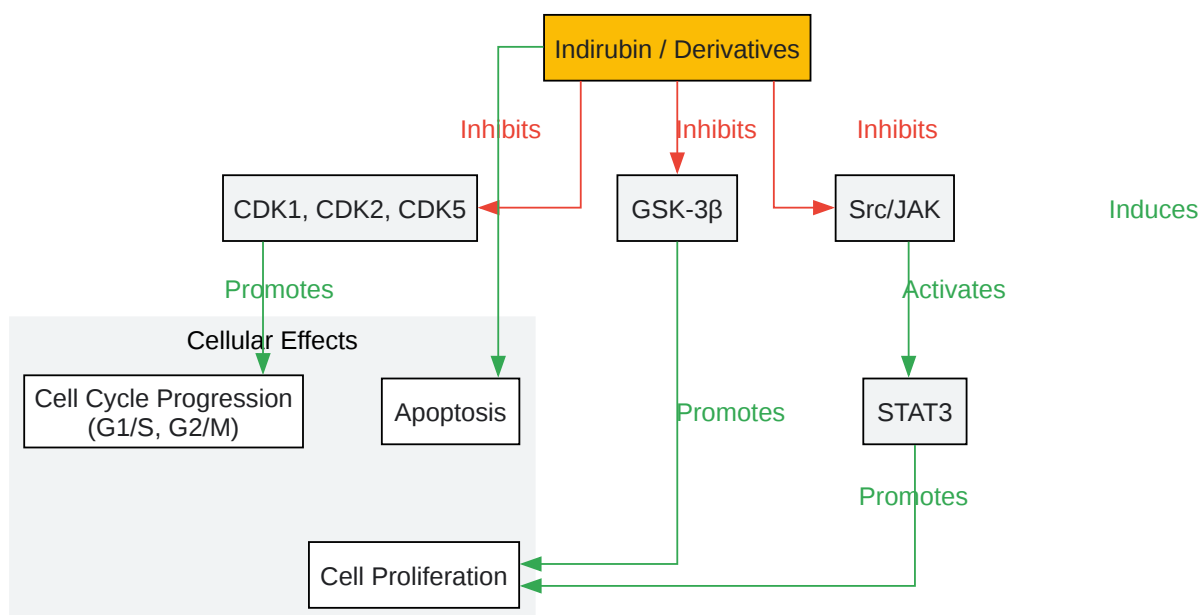 Indirubin / Derivatives
Inhibits
Inhibits
Inhibits
CDK1, CDK2, CDK5
GSK-3β
Src/JAK
Induces
Promotes
Activates
Cellular Effects
Cell Cycle Progression
(G1/S, G2/M)
Apoptosis
Promotes
STAT3
Promotes
Cell Proliferation